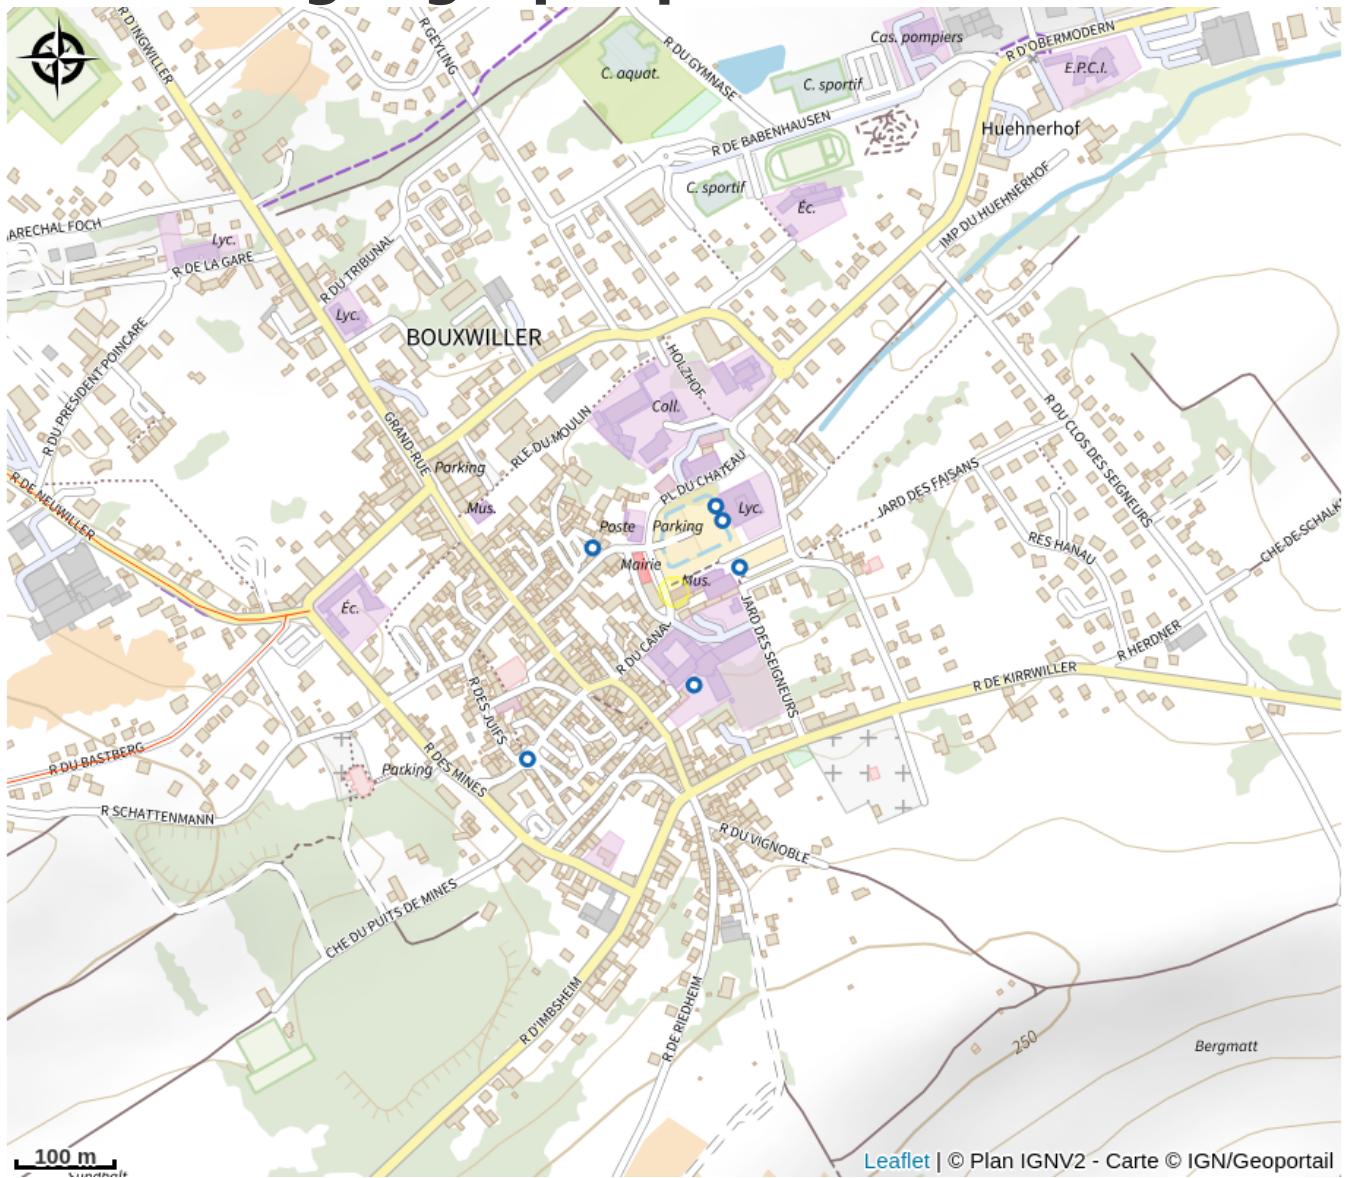 R D'INGWILLER
R GEYLING
R DU GYMNASE
Cas. pompiers
R D'OBERMODERN
C. aquat.
C. sportif
E.P.C.I.
R DE BABENHAUSEN
Huehnerhof
C. sportif
IMP DU HUEHNERHOF
Éc.
ARECHAL FOCH
Lyc.
R DE LA GARE
R DU TRIBUNAL
Lyc.
BOUXWILLER
R DU PRESIDENT POINCARE
HOLZHOF
Coll.
GRAND-RUE
RLE DU MOULIN
R DU CLOS DES SEIGNEURS
Parking
PL DU CHATEAU
JARD DES FAISANS
R DE NEUWILLER
Mus.
Lyc.
Poste
Parking
CHE DE SCHALK
RES HANAU
Mairie
Mus.
Éc.
JARD DES SEIGNEURS
R DU CANAL
R HERDNER
R DE KIRRWILLER
R DES JUIFS
R DU BASTBERG
R DES MINES
Parking
R SCHATTENMANN
R DU VIGNOBLE
CHE DU PUITS DE MINES
R D'IMBSHEIM
R DE RIEDHEIM
250
Bergmatt
100 m
Leaflet | © Plan IGNV2 - Carte © IGN/Geoportail